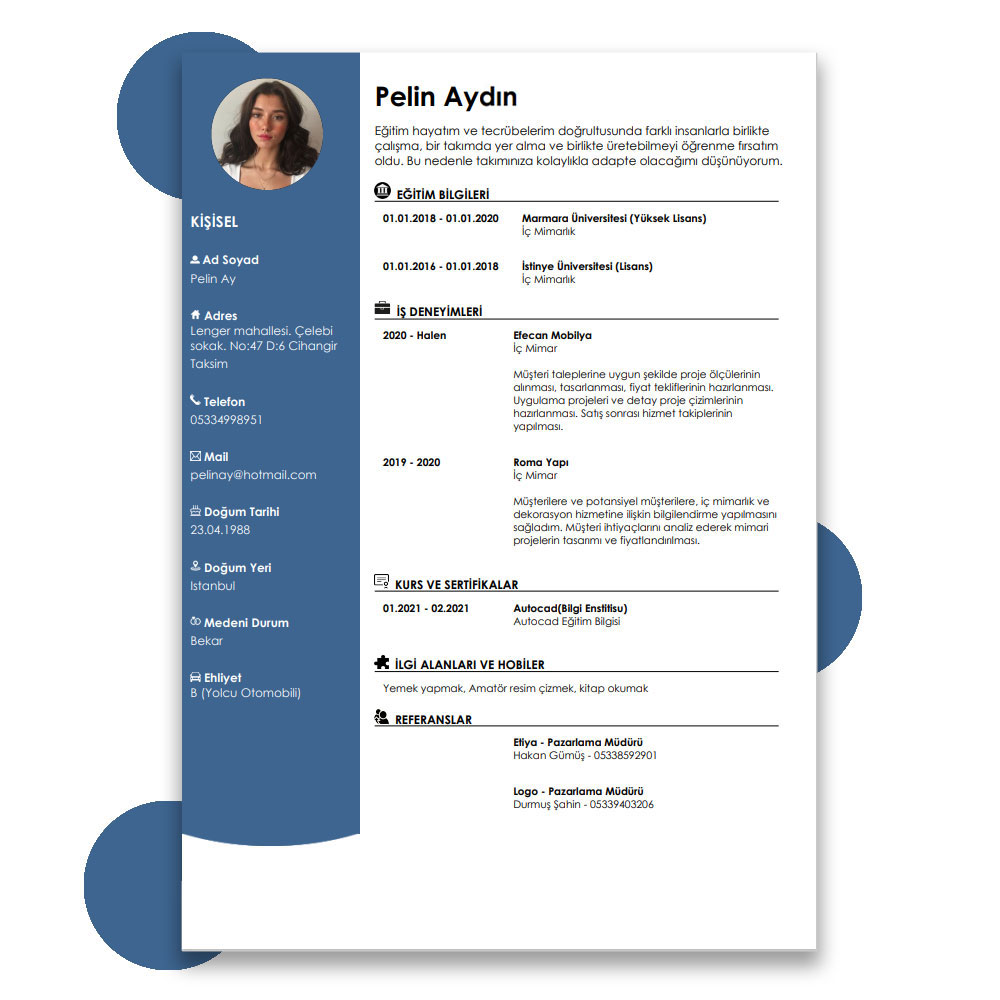 Pelin Aydın
Eğitim hayatım ve tecrübelerim doğrultusunda farklı insanlarla birlikte
çalışma, bir takımda yer alma ve birlikte üretebilmeyi öğrenme fırsatım
oldu. Bu nedenle takımınıza kolaylıkla adapte olacağımı düşünüyorum.
KİŞİSEL
Ad Soyad
Pelin Ay
Adres
Lenger mahallesi. Çelebi
sokak. No:47 D:6 Cihangir
Taksim
Telefon
05334998951
Mail
pelinay@hotmail.com
Doğum Tarihi
23.04.1988
Doğum Yeri
Istanbul
Medeni Durum
Bekar
Ehliyet
B (Yolcu Otomobili)
EĞİTİM BİLGİLERİ
01.01.2018 - 01.01.2020 Marmara Üniversitesi (Yüksek Lisans)
İç Mimarlık
01.01.2016 - 01.01.2018 İstinye Üniversitesi (Lisans)
İç Mimarlık
İŞ DENEYİMLERİ
2020 - Halen Efecan Mobilya
İç Mimar
Müşteri taleplerine uygun şekilde proje ölçülerinin
alınması, tasarlanması, fiyat tekliflerinin hazırlanması.
Uygulama projeleri ve detay proje çizimlerinin
hazırlanması. Satış sonrası hizmet takiplerinin
yapılması.
2019 - 2020 Roma Yapı
İç Mimar
Müşterilere ve potansiyel müşterilere, iç mimarlık ve
dekorasyon hizmetine ilişkin bilgilendirme yapılmasını
sağladım. Müşteri ihtiyaçlarını analiz ederek mimari
projelerin tasarımı ve fiyatlandırılması.
KURS VE SERTİFİKALAR
01.2021 - 02.2021 Autocad(Bilgi Enstitisu)
Autocad Eğitim Bilgisi
İLGİ ALANLARI VE HOBİLER
Yemek yapmak, Amatör resim çizmek, kitap okumak
REFERANSLAR
Etiya - Pazarlama Müdürü
Hakan Gümüş - 05338592901
Logo - Pazarlama Müdürü
Durmuş Şahin - 05339403206